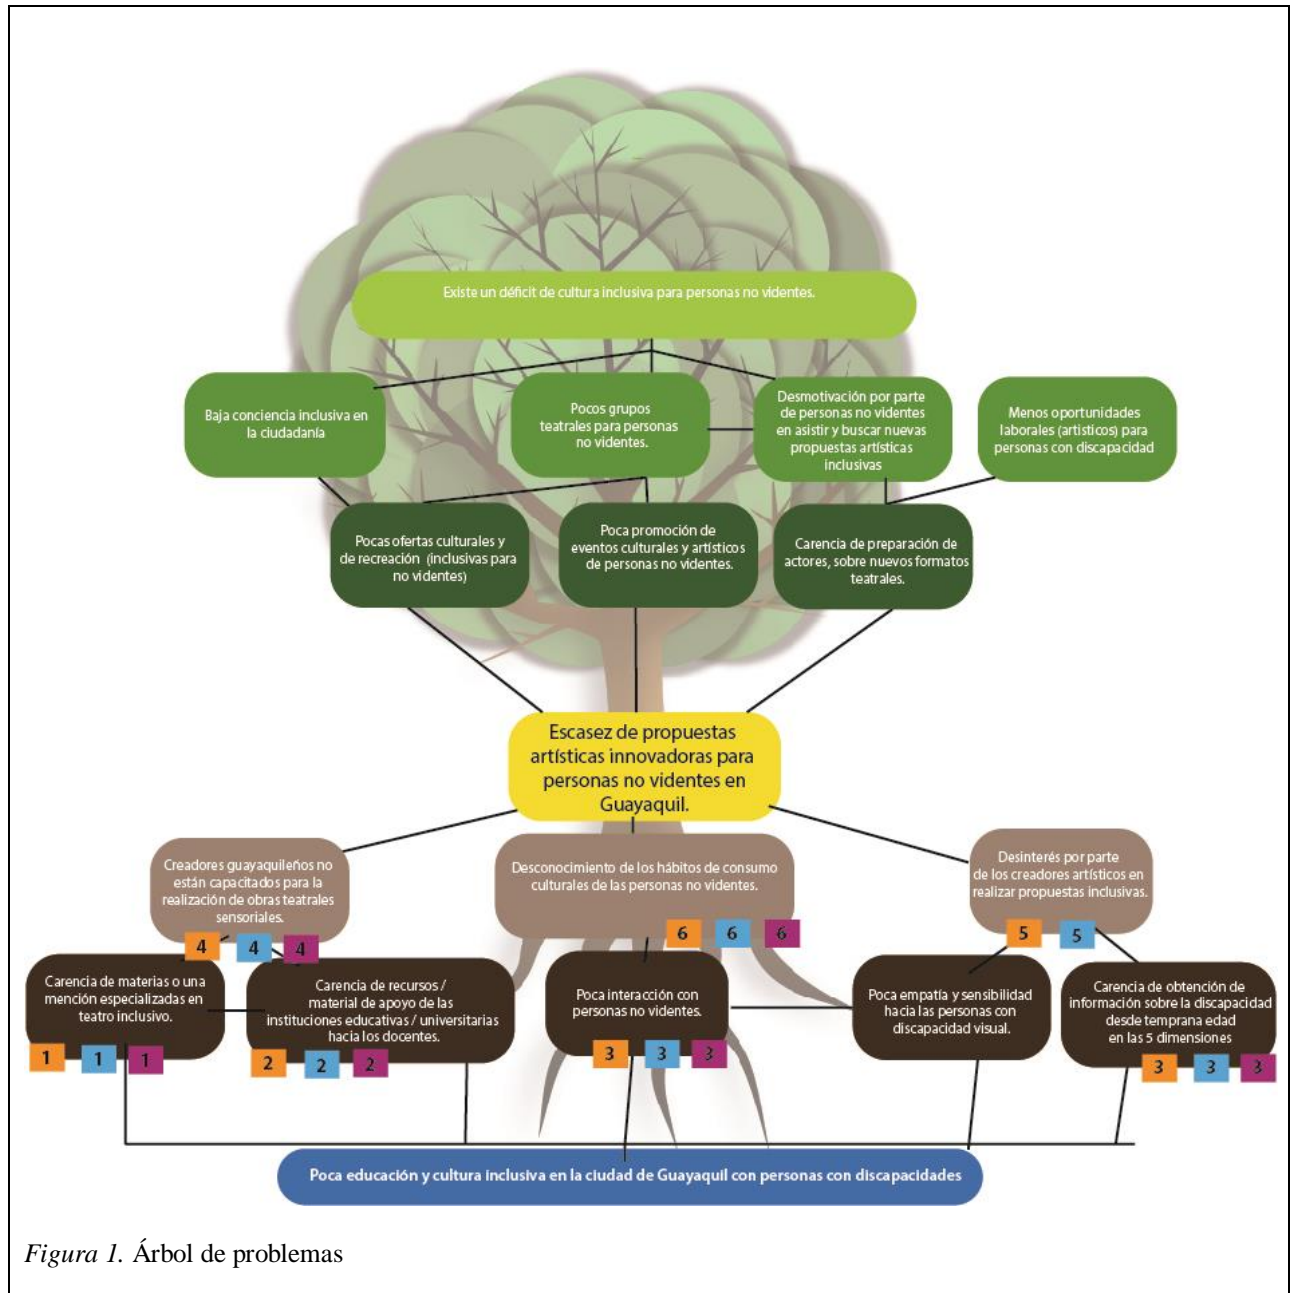 Existe un déficit de cultura inclusiva para personas no videntes.
Baja conciencia inclusiva en
la ciudadanía
Pocos grupos
teatrales para personas
no videntes.
Desmotivación por parte
de personas no videntes
en asistir y buscar nuevas
propuestas artísticas
inclusivas
Menos oportunidades
laborales (artisticos) para
personas con discapacidad
Pocas ofertas culturales y
de recreación (inclusivas para
no videntes)
Poca promoción de
eventos culturales y artísticos
de personas no videntes.
Carencia de preparación de
actores, sobre nuevos formatos
teatrales.
Escasez de propuestas
artísticas innovadoras para
personas no videntes en
Guayaquil.
Creadores guayaquileños no
están capacitados para la
realización de obras teatrales
sensoriales.
4 4 4
Desconocimiento de los hábitos de consumo
culturales de las personas no videntes.
6 6 6
Desinterés por parte
de los creadores artísticos en
realizar propuestas inclusivas.
5 5
Carencia de materias o una
mención especializadas en
teatro inclusivo.
1 1 1
Carencia de recursos /
material de apoyo de las
instituciones educativas / universitarias
hacia los docentes.
2 2 2
Poca interacción con
personas no videntes.
3 3 3
Poca empatía y sensibilidad
hacia las personas con
discapacidad visual.
Carencia de obtención de
información sobre la discapacidad
desde temprana edad
en las 5 dimensiones
3 3 3
Poca educación y cultura inclusiva en la ciudad de Guayaquil con personas con discapacidades
Figura 1. Árbol de problemas